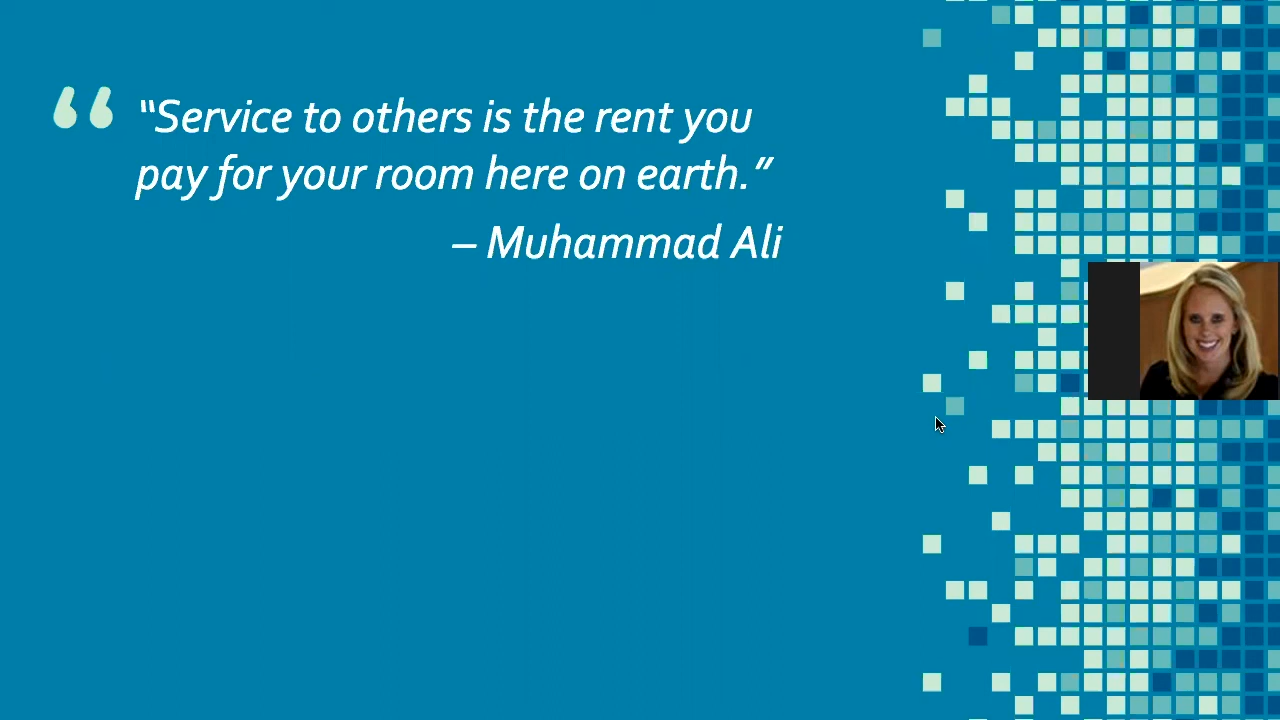 “Service to others is the rent you
pay for your room here on earth.”
– Muhammad Ali